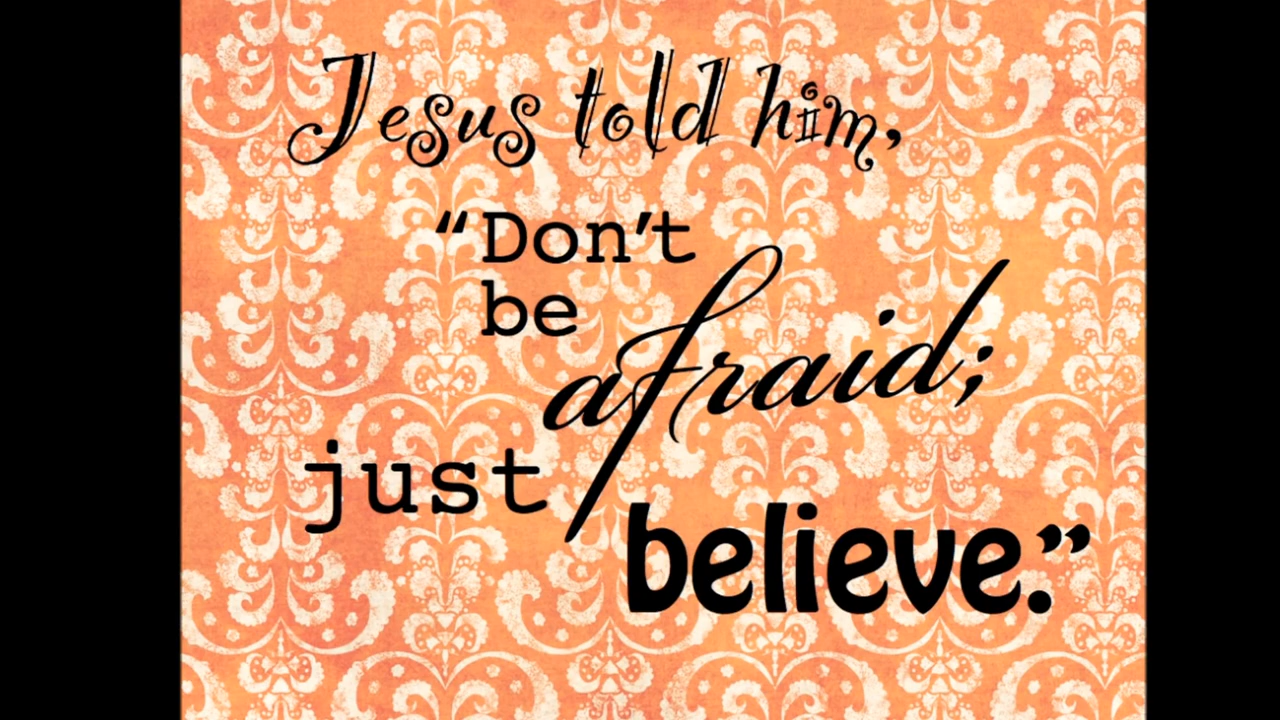 Jesus told him,
“Don’t
be
afraid;
just
believe.”